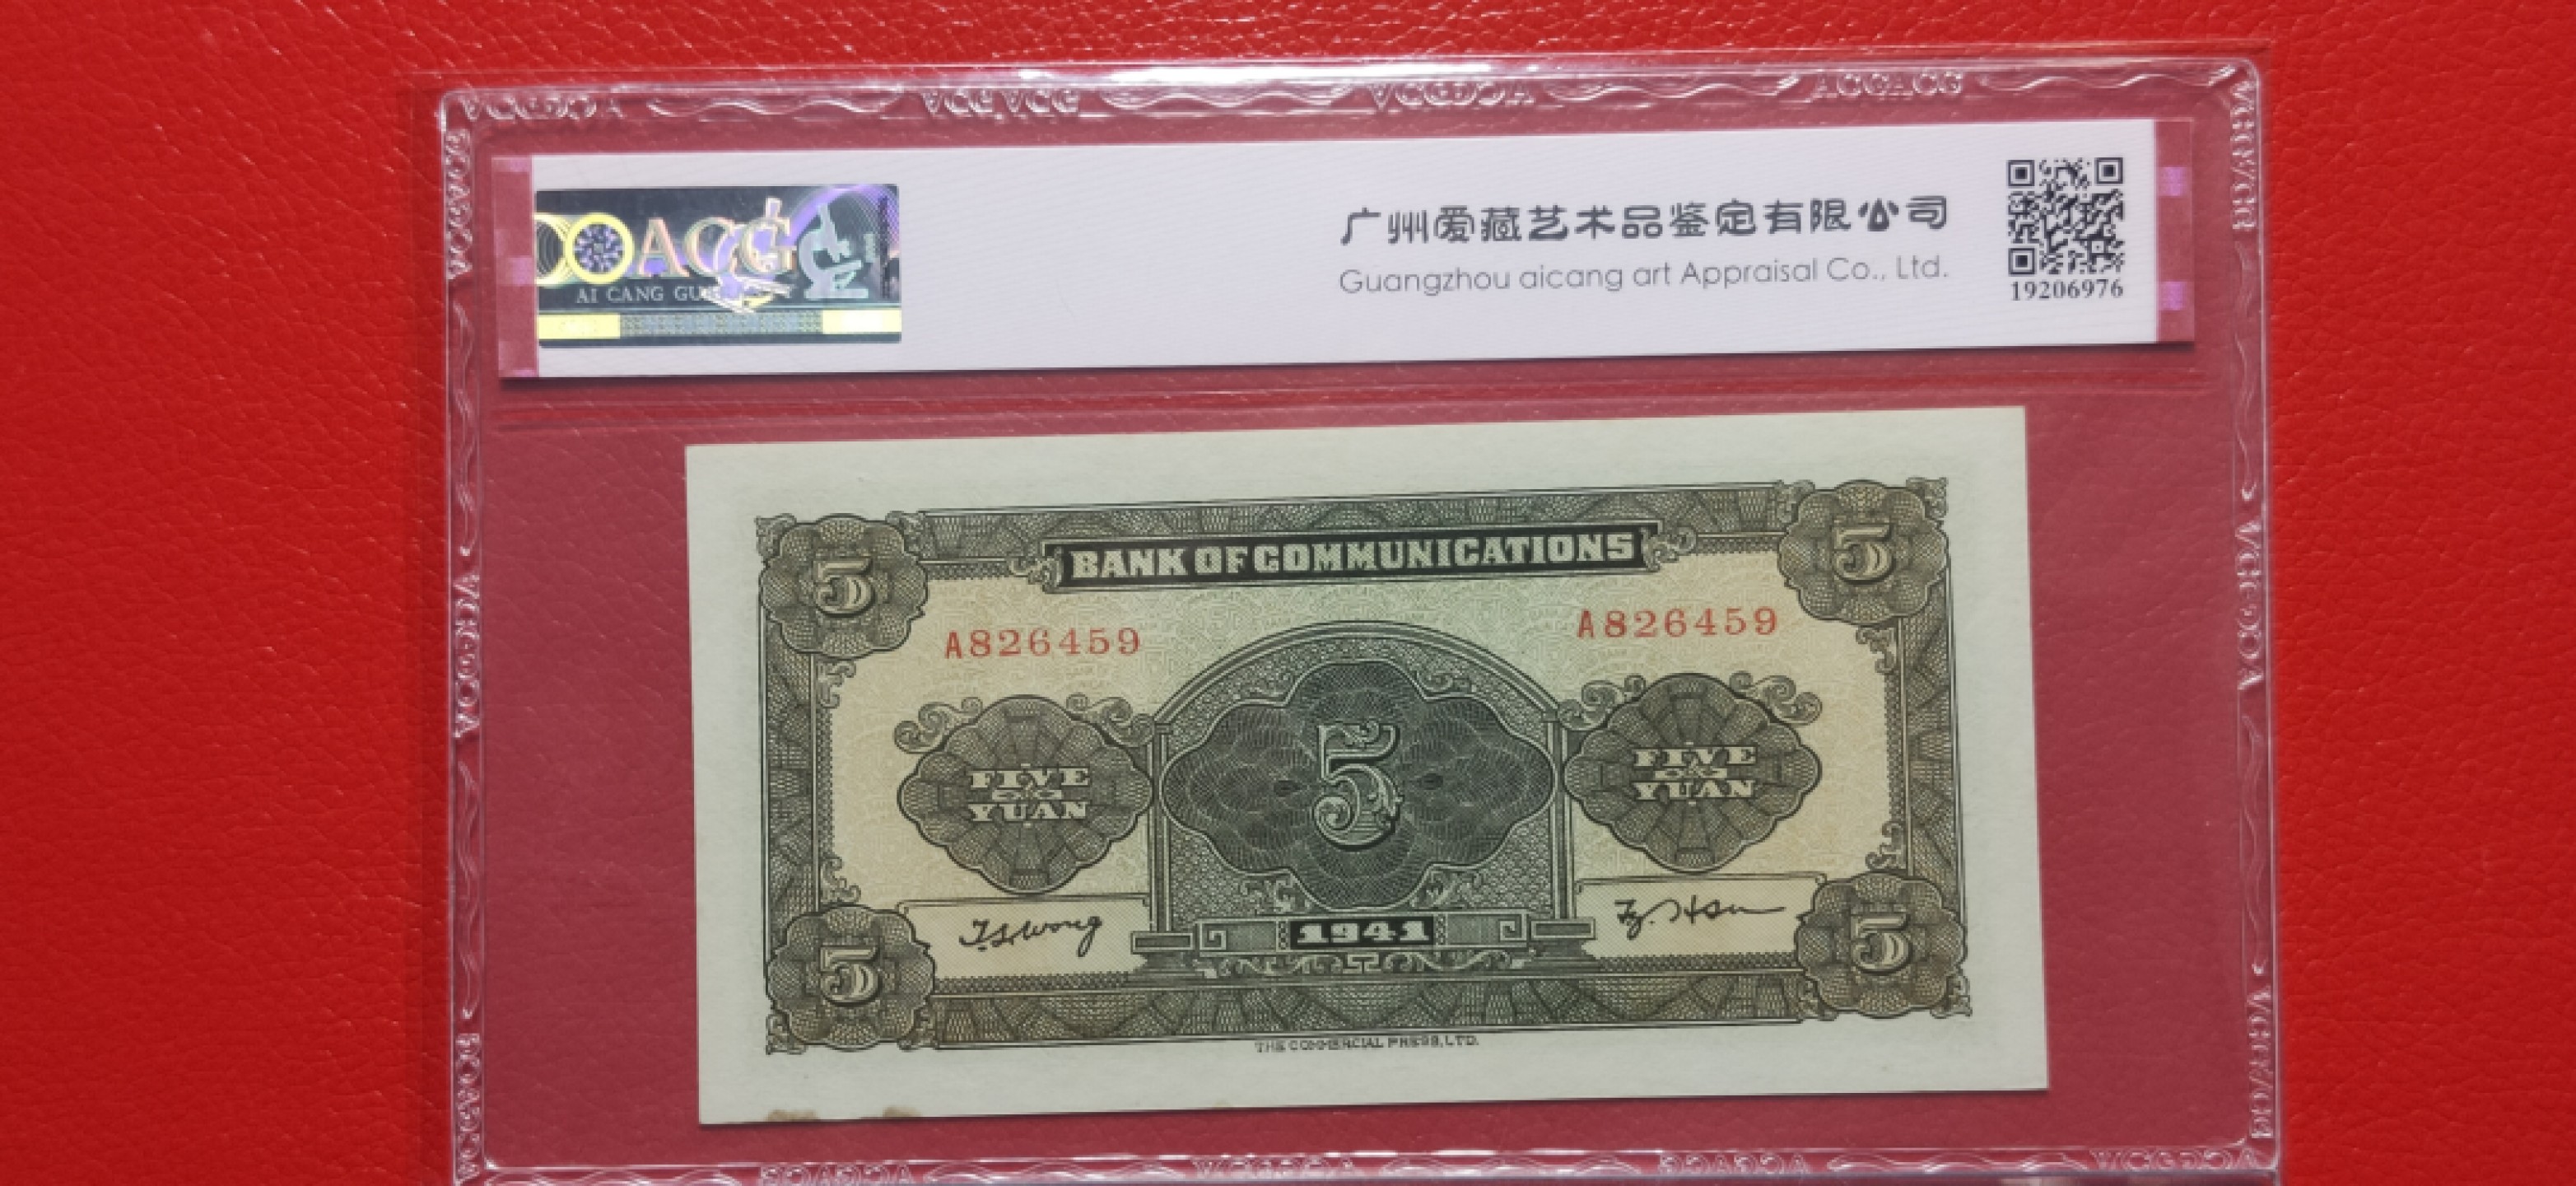 ACG
AI CANG GU
广州爱藏艺术品鉴定有限公司
Guangzhou aicang art Appraisal Co., Ltd.
19206976
BANK OF COMMUNICATIONS
5 5
A826459 A826459
5
FIVE YUAN FIVE YUAN
T.S. Wong 1941 Hsu
5 5
THE COMMERCIAL PRESS, LTD.